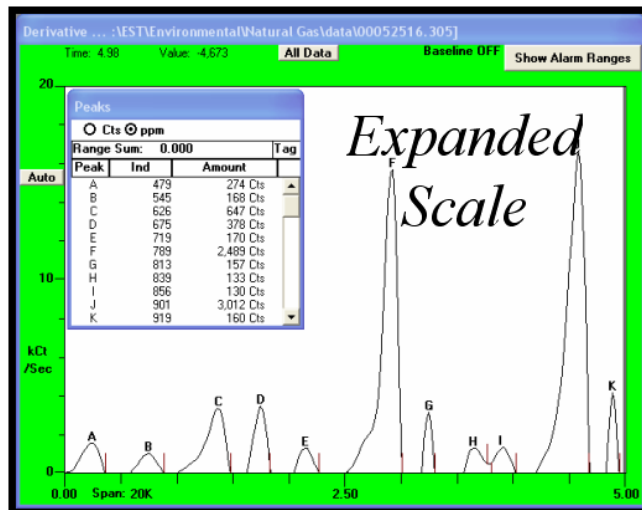 Derivative ... :\EST\Environmental\Natural Gas\data\00052516.305]
Time: 4.98 Value: -4,673 All Data Baseline OFF Show Alarm Ranges
20
Peaks
Cts ppm
Range Sum: 0.000 Tag
Peak Ind Amount
A 479 274 Cts
B 545 168 Cts
C 626 647 Cts
D 675 378 Cts
E 719 170 Cts
F 789 2,489 Cts
G 813 157 Cts
H 839 133 Cts
I 856 130 Cts
J 901 3,012 Cts
K 919 160 Cts
Expanded
Scale
Auto
10
kCt
/Sec
0
A B C D E F G H I K
0.00 Span: 20K 2.50 5.00